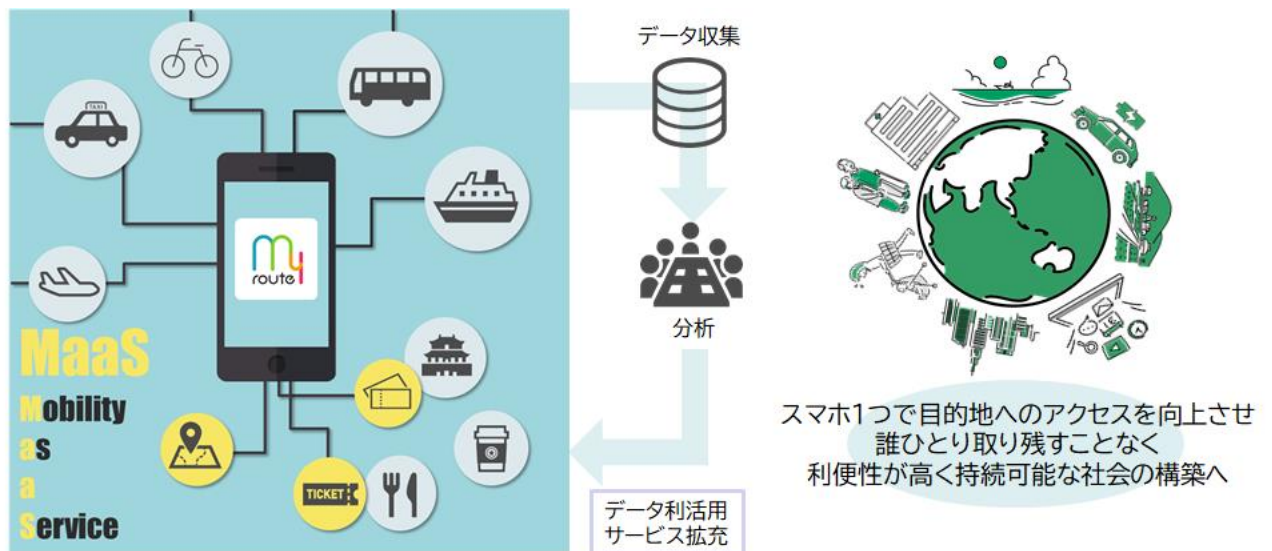 TAXI
my
route
MaaS
Mobility
as
a
Service
TICKET
データ収集
分析
データ利活用
サービス拡充
スマホ1つで目的地へのアクセスを向上させ
誰ひとり取り残すことなく
利便性が高く持続可能な社会の構築へ